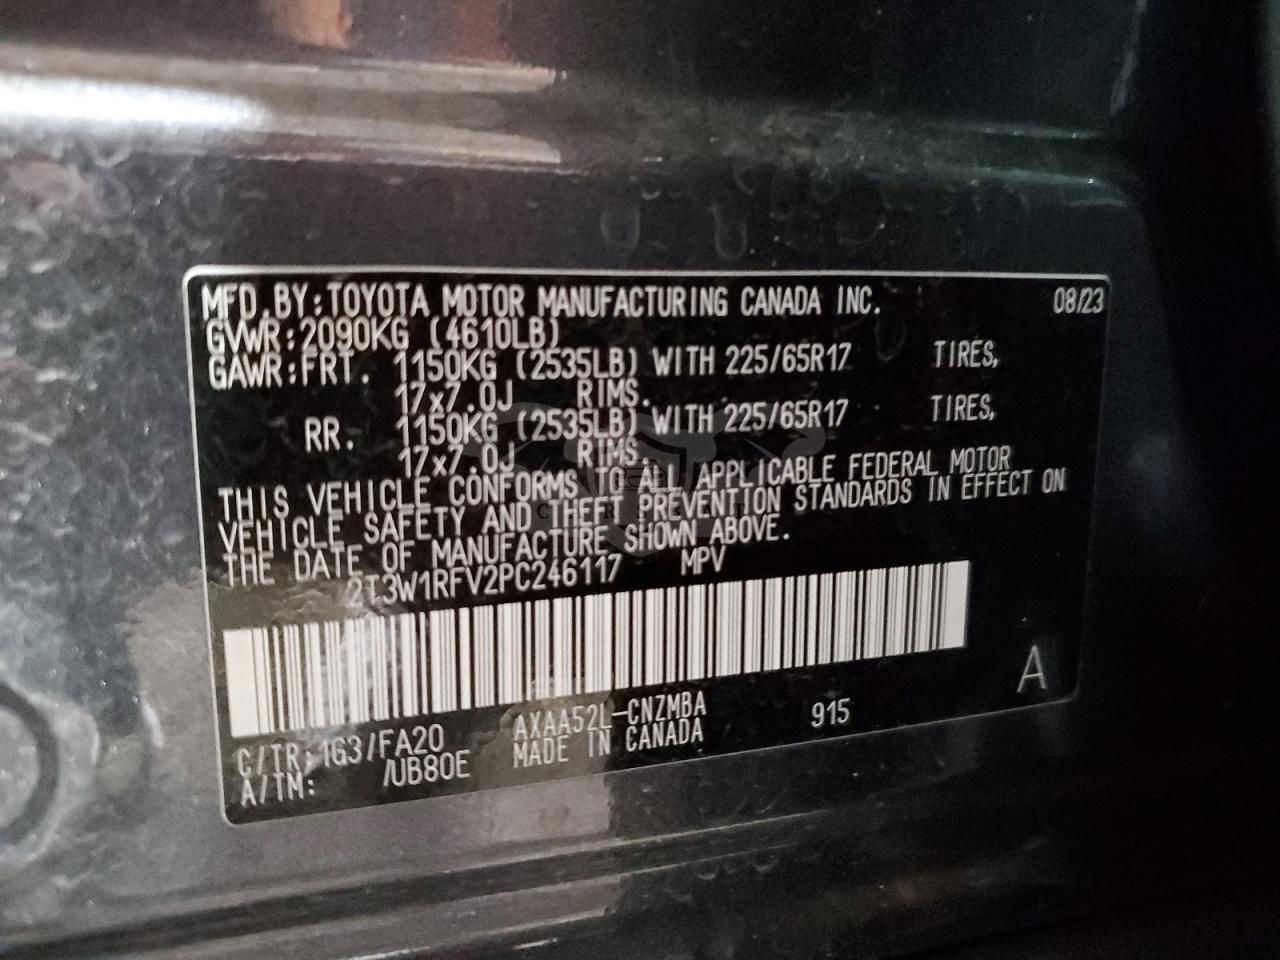 MFD.BY:TOYOTA MOTOR MANUFACTURING CANADA INC. 08/23
GVWR:2090KG (4610LB)
GAWR:FRT. 1150KG (2535LB) WITH 225/65R17 TIRES,
17x7.0J RIMS.
RR. 1150KG (2535LB) WITH 225/65R17 TIRES,
17x7.0J RIMS.
THIS VEHICLE CONFORMS TO ALL APPLICABLE FEDERAL MOTOR
VEHICLE SAFETY AND THEFT PREVENTION STANDARDS IN EFFECT ON
THE DATE OF MANUFACTURE SHOWN ABOVE.
2T3W1RFV2PC246117 MPV
A
C/TR:1G3/FA20 AXAA52L-CNZMBA 915
A/TM: /UB80E MADE IN CANADA